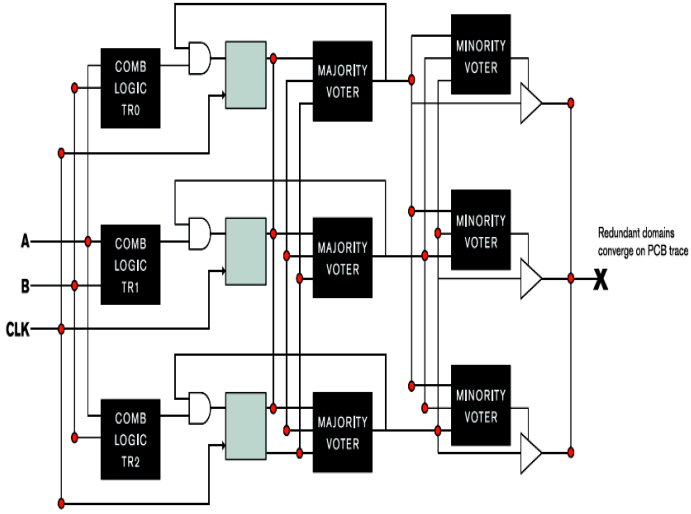 COMB
LOGIC
TR0
MAJORITY
VOTER
MINORITY
VOTER
A
B
CLK
COMB
LOGIC
TR1
MAJORITY
VOTER
MINORITY
VOTER
Redundant domains
converge on PCB trace
X
COMB
LOGIC
TR2
MAJORITY
VOTER
MINORITY
VOTER